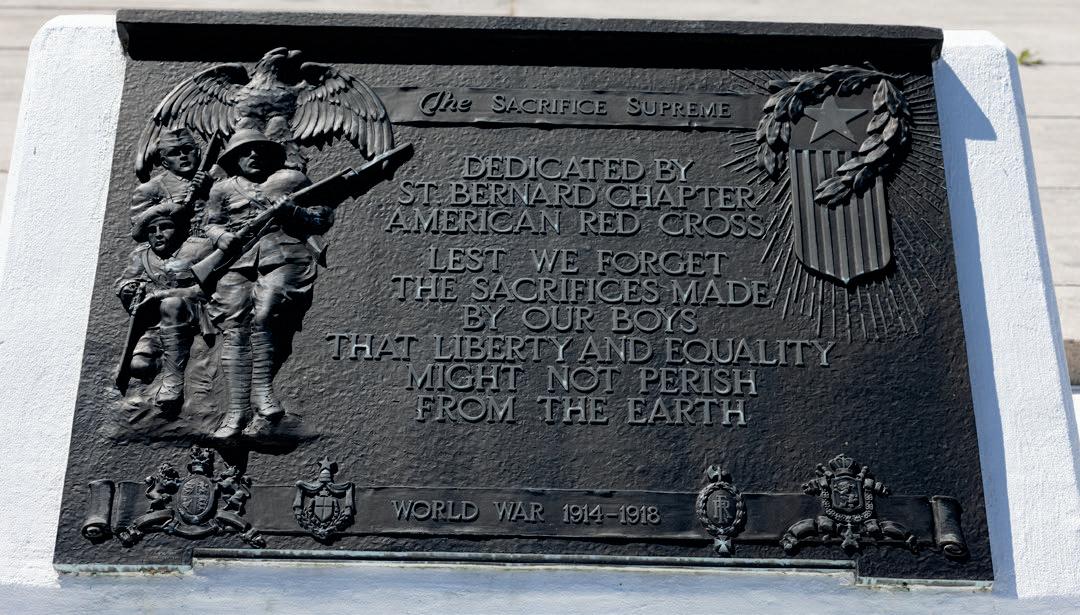 The SACRIFICE SUPREME
DEDICATED BY
ST. BERNARD CHAPTER
AMERICAN RED CROSS
LEST WE FORGET
THE SACRIFICES MADE
BY OUR BOYS
THAT LIBERTY AND EQUALITY
MIGHT NOT PERISH
FROM THE EARTH
WORLD WAR 1914–1918
RF